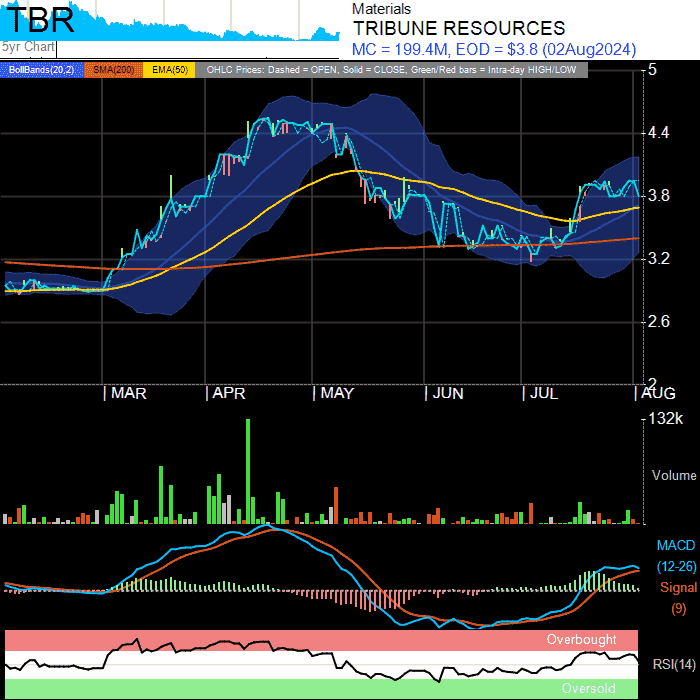 TBR
Materials
TRIBUNE RESOURCES
5yr Chart
MC = 199.4M, EOD = $3.8 (02Aug2024)
BollBands(20,2) SMA(200) EMA(50) OHLC Prices: Dashed = OPEN, Solid = CLOSE, Green/Red bars = Intra-day HIGH/LOW
5
4.4
3.8
3.2
2.6
2
MAR APR MAY JUN JUL AUG
132k
Volume
MACD
(12-26)
Signal
(9)
Overbought
RSI(14)
Oversold